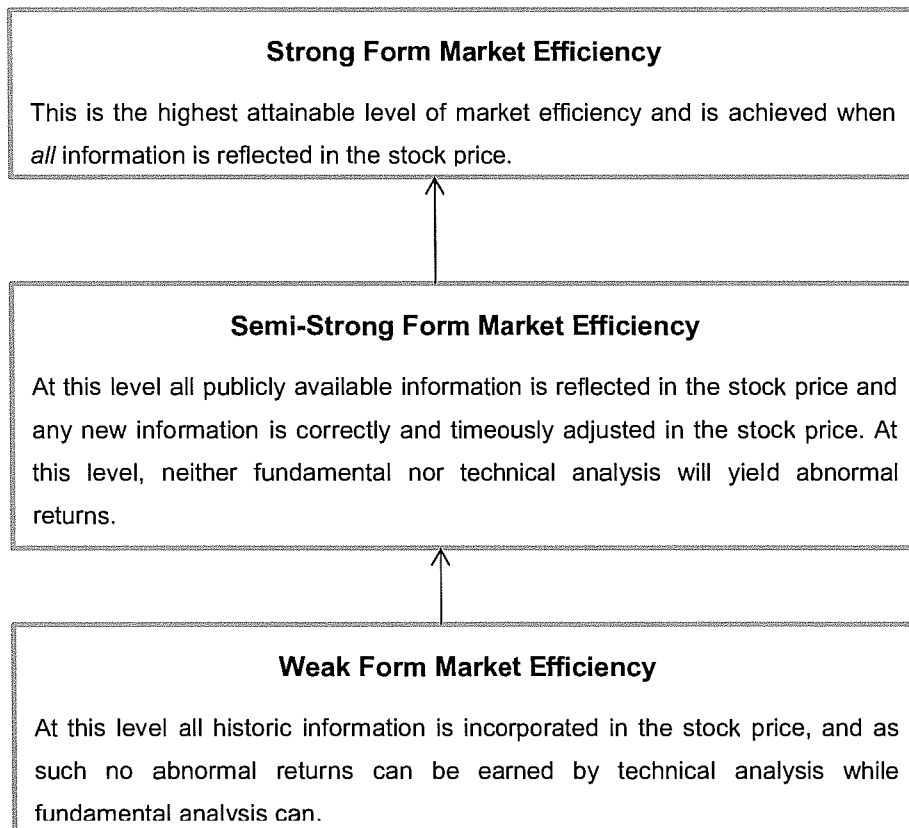 Strong Form Market Efficiency
This is the highest attainable level of market efficiency and is achieved when
all information is reflected in the stock price.
Semi-Strong Form Market Efficiency
At this level all publicly available information is reflected in the stock price and
any new information is correctly and timeously adjusted in the stock price. At
this level, neither fundamental nor technical analysis will yield abnormal
returns.
Weak Form Market Efficiency
At this level all historic information is incorporated in the stock price, and as
such no abnormal returns can be earned by technical analysis while
fundamental analysis can.